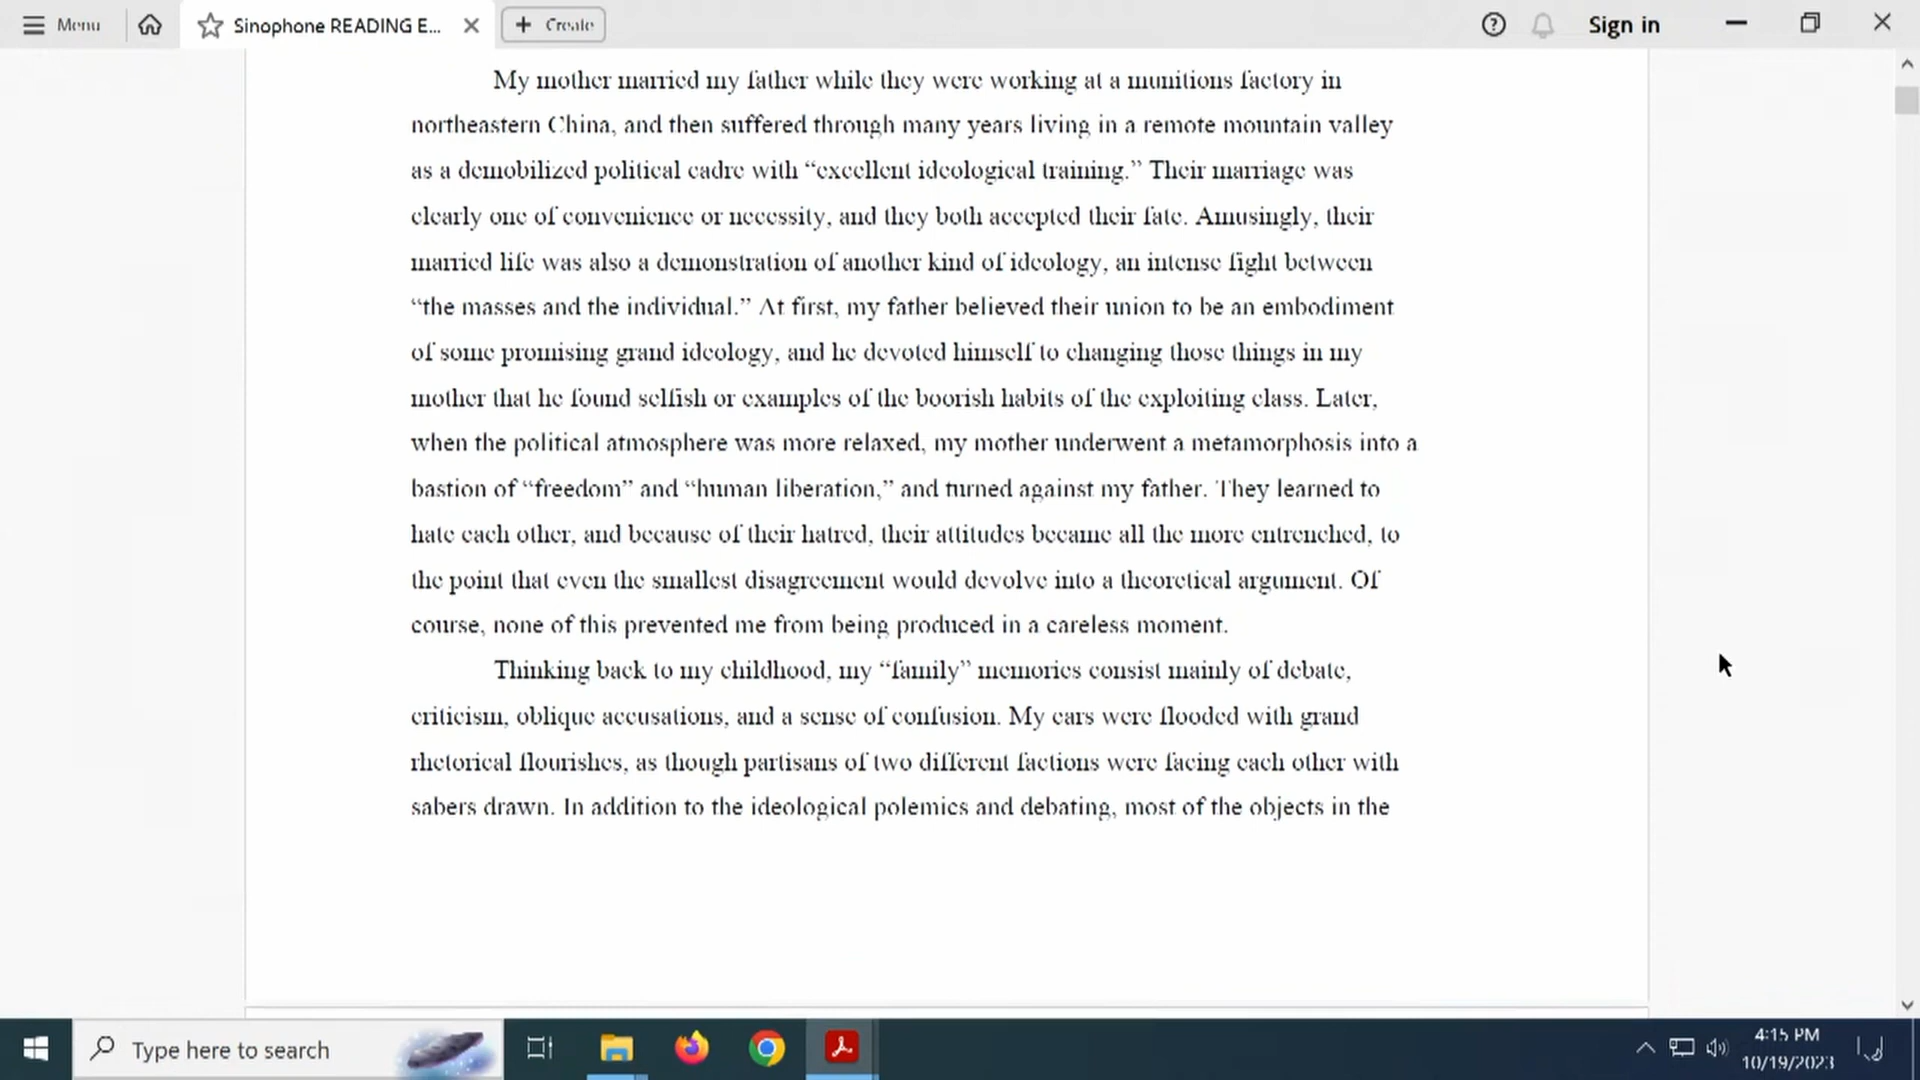 Menu
Sinophone READING E...
Create
Sign in
My mother married my father while they were working at a munitions factory in
northeastern China, and then suffered through many years living in a remote mountain valley
as a demobilized political cadre with “excellent ideological training.” Their marriage was
clearly one of convenience or necessity, and they both accepted their fate. Amusingly, their
married life was also a demonstration of another kind of ideology, an intense fight between
“the masses and the individual.” At first, my father believed their union to be an embodiment
of some promising grand ideology, and he devoted himself to changing those things in my
mother that he found selfish or examples of the boorish habits of the exploiting class. Later,
when the political atmosphere was more relaxed, my mother underwent a metamorphosis into a
bastion of “freedom” and “human liberation,” and turned against my father. They learned to
hate each other, and because of their hatred, their attitudes became all the more entrenched, to
the point that even the smallest disagreement would devolve into a theoretical argument. Of
course, none of this prevented me from being produced in a careless moment.
Thinking back to my childhood, my “family” memories consist mainly of debate,
criticism, oblique accusations, and a sense of confusion. My ears were flooded with grand
rhetorical flourishes, as though partisans of two different factions were facing each other with
sabers drawn. In addition to the ideological polemics and debating, most of the objects in the
Type here to search
4:15 PM
10/19/2023